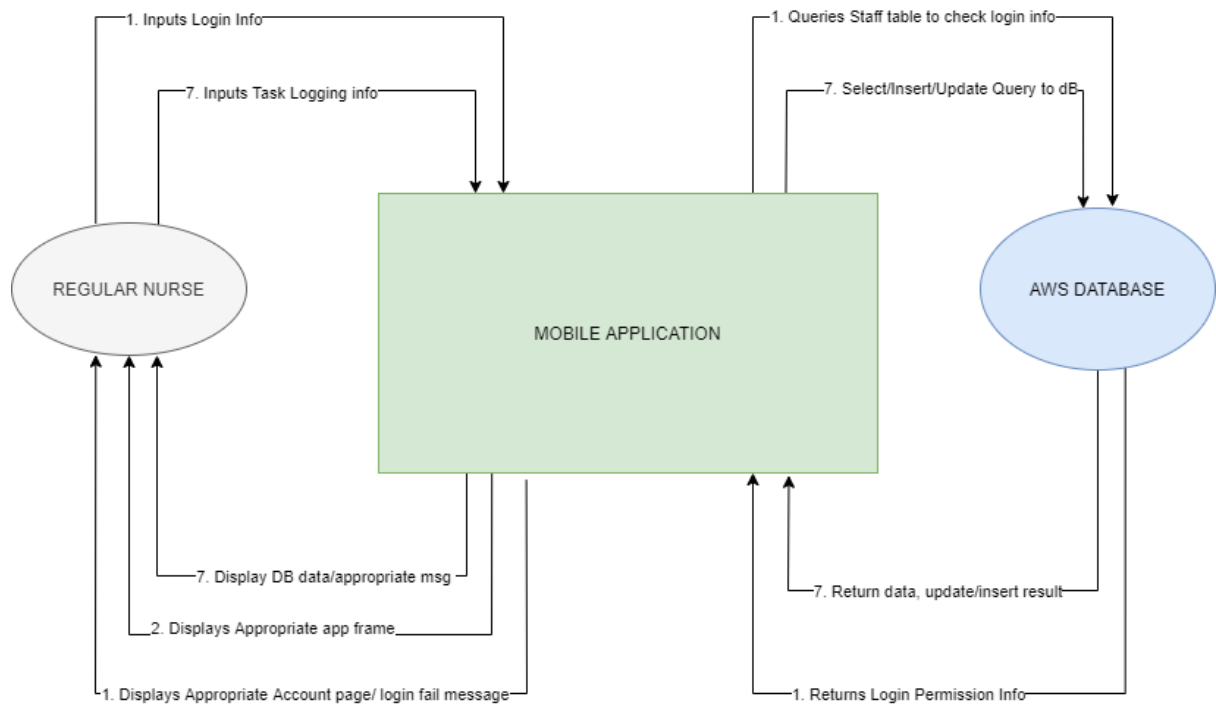 1. Inputs Login Info
1. Queries Staff table to check login info
7. Inputs Task Logging info
7. Select/Insert/Update Query to dB
REGULAR NURSE
MOBILE APPLICATION
AWS DATABASE
7. Display DB data/appropriate msg
7. Return data, update/insert result
2. Displays Appropriate app frame
1. Displays Appropriate Account page/ login fail message
1. Returns Login Permission Info